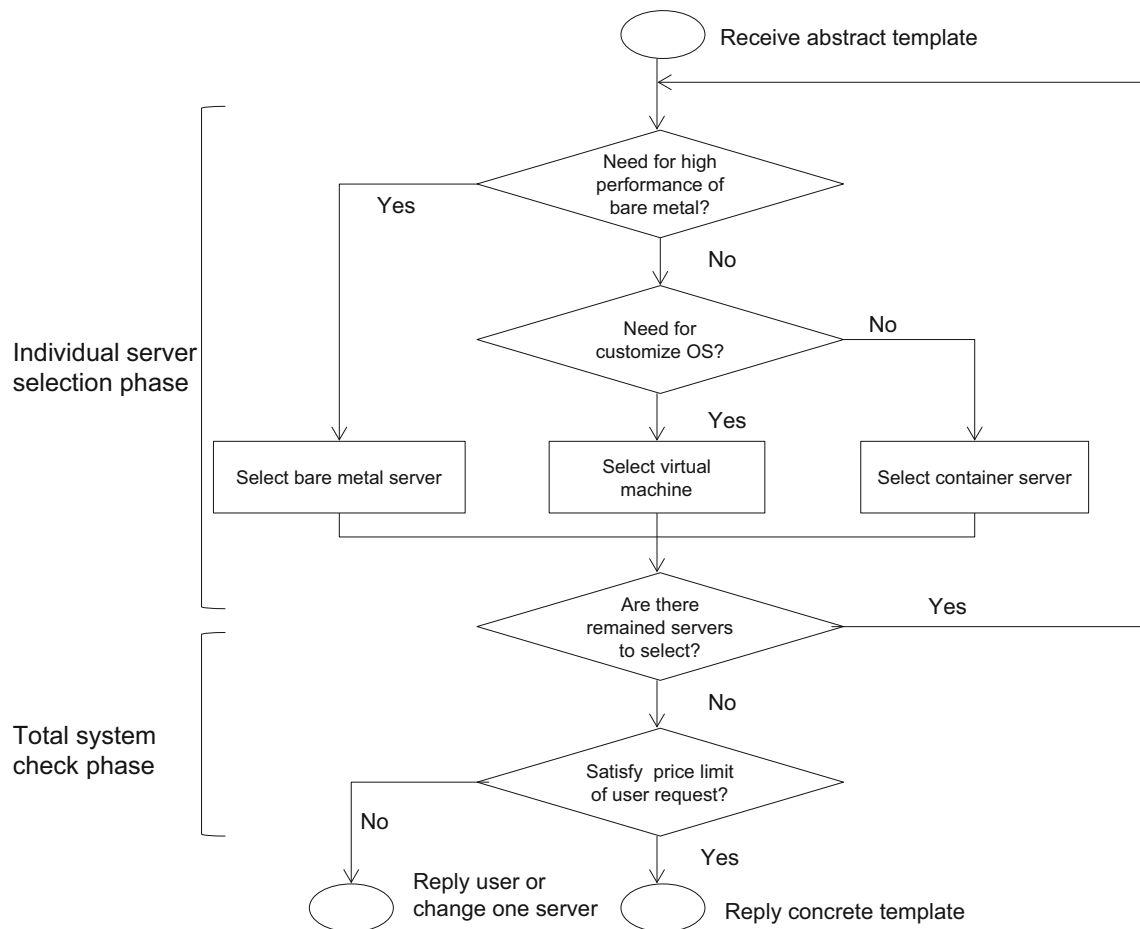 Receive abstract template
Need for high
performance of
bare metal?
Yes
No
Need for
customize OS?
No
Individual server
selection phase
Yes
Select bare metal server
Select virtual
machine
Select container server
Are there
remained servers
to select?
Yes
No
Total system
check phase
Satisfy price limit
of user request?
No
Yes
Reply user or
change one server
Reply concrete template